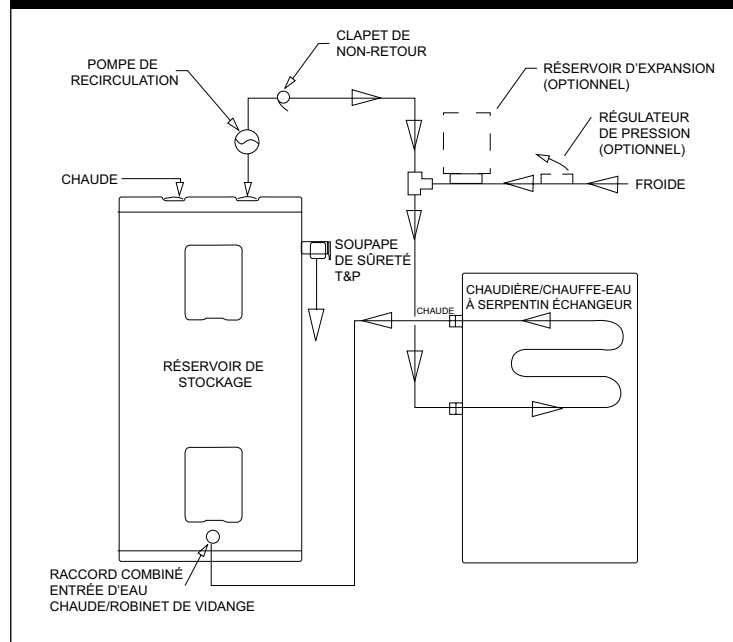 CLAPET DE
NON-RETOUR
POMPE DE
RECIRCULATION
RÉSERVOIR D'EXPANSION
(OPTIONNEL)
RÉGULATEUR
DE PRESSION
(OPTIONNEL)
CHAUDE
FROIDE
SOUPAPE
DE SÛRETÉ
T&P
CHAUDIÈRE/CHAUFFE-EAU
À SERPENTIN ÉCHANGEUR
CHAUDE
RÉSERVOIR DE
STOCKAGE
RACCORD COMBINÉ
ENTRÉE D'EAU
CHAUDE/ROBINET DE VIDANGE